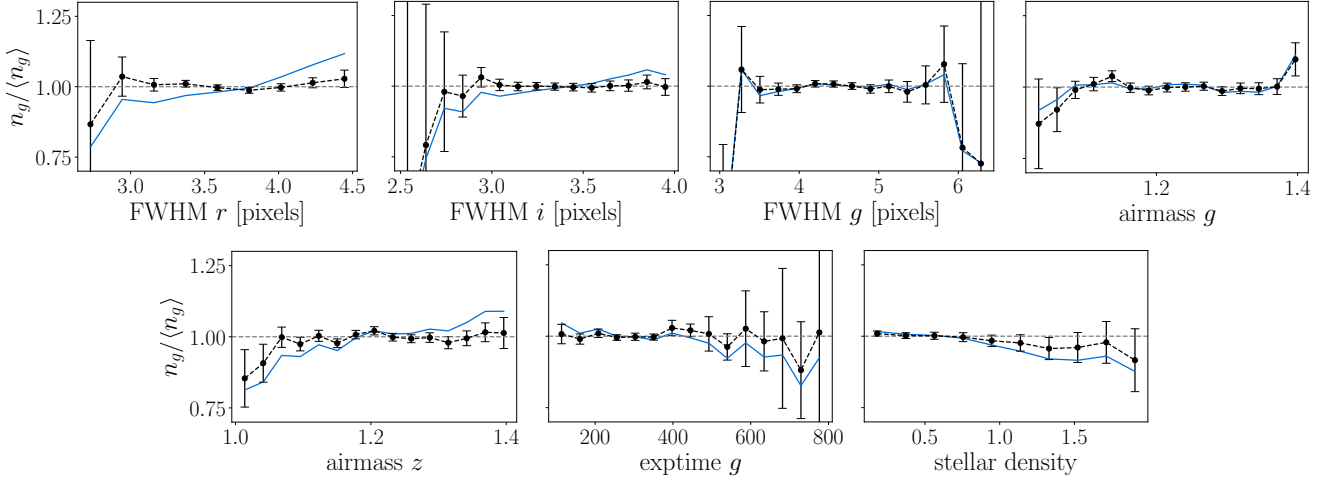 n_g/⟨n_g⟩
1.25
1.00
0.75
3.0 3.5 4.0 4.5
FWHM r [pixels]
2.5 3.0 3.5 4.0
FWHM i [pixels]
3 4 5 6
FWHM g [pixels]
1.2 1.4
airmass g
n_g/⟨n_g⟩
1.25
1.00
0.75
1.0 1.2 1.4
airmass z
200 400 600 800
exptime g
0.5 1.0 1.5
stellar density